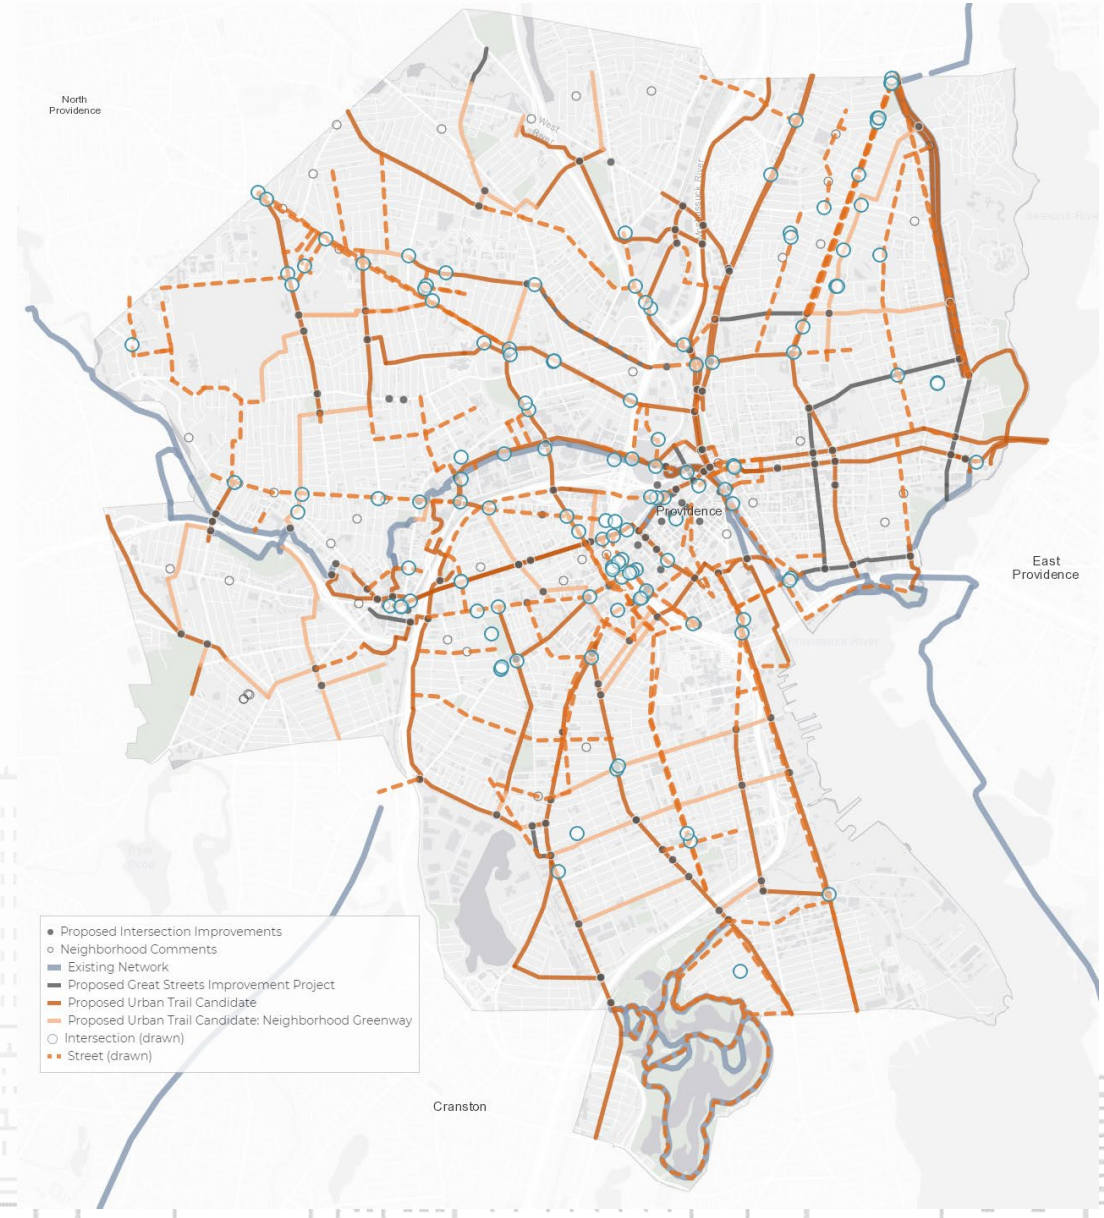 North
Providence
West
River
Providence
East
Providence
Proposed Intersection Improvements
Neighborhood Comments
Existing Network
Proposed Great Streets Improvement Project
Proposed Urban Trail Candidate
Proposed Urban Trail Candidate: Neighborhood Greenway
Intersection (drawn)
Street (drawn)
Cranston